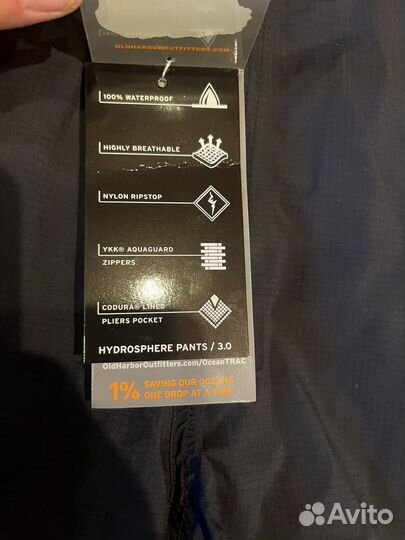 OLDHARBOROUTFITTERS.COM
100% WATERPROOF
HIGHLY BREATHABLE
NYLON RIPSTOP
YKK® AQUAGUARD
ZIPPERS
CODURA® LINED
PLIERS POCKET
HYDROSPHERE PANTS / 3.0
OldHarborOutfitters.com/OceanTRAC
1% SAVING OUR OCEANS
ONE DROP AT A TIME.
Avito